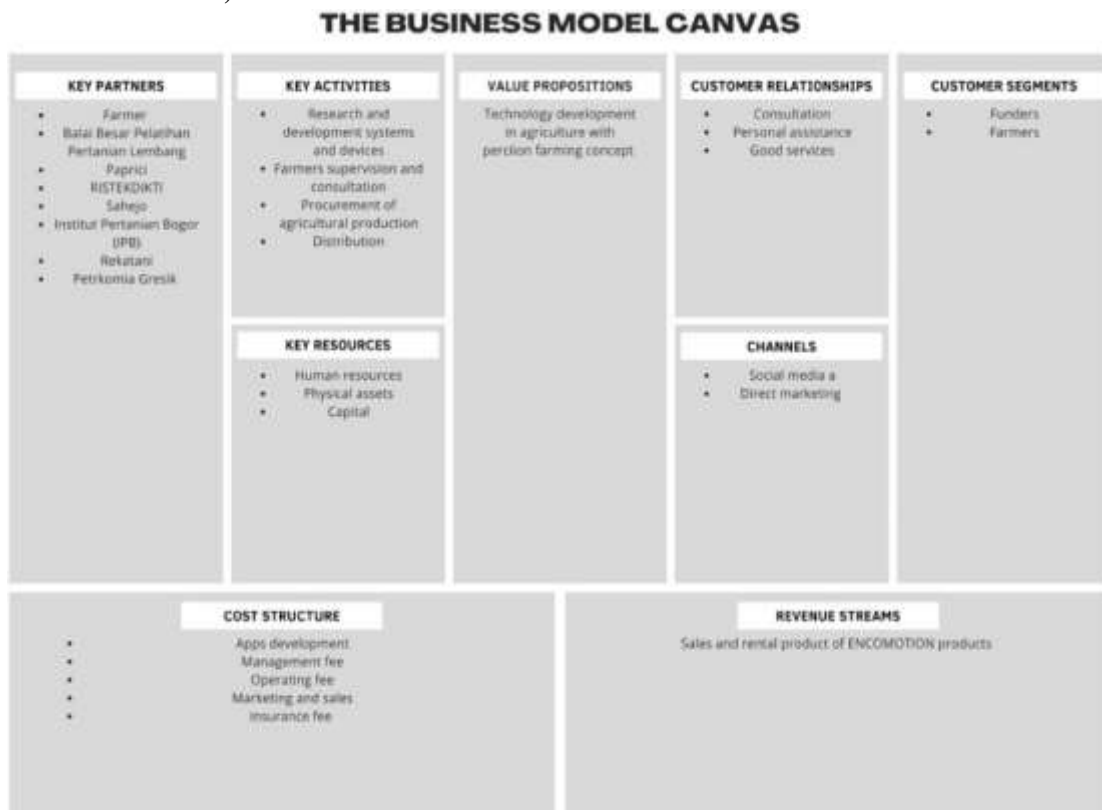 THE BUSINESS MODEL CANVAS
KEY PARTNERS
• Farmer
• Balai Besar Pelatihan
Pertanian Lembang
• Paprici
• RISTEKDIKTI
• Sahejo
• Institut Pertanian Bogor
(IPB)
• Rekatani
• Petrkomia Gresik
KEY ACTIVITIES
• Research and
development systems
and devices
• Farmers supervision and
consultation
• Procurement of
agricultural production
• Distribution
KEY RESOURCES
• Human resources
• Physical assets
• Capital
VALUE PROPOSITIONS
Technology development
in agriculture with
percIion farming concept
CUSTOMER RELATIONSHIPS
• Consultation
• Personal assistance
• Good services
CHANNELS
• Social media a
• Direct marketing
CUSTOMER SEGMENTS
• Funders
• Farmers
COST STRUCTURE
• Apps development
• Management fee
• Operating fee
• Marketing and sales
• insurance fee
REVENUE STREAMS
Sales and rental product of ENCOMOTION products